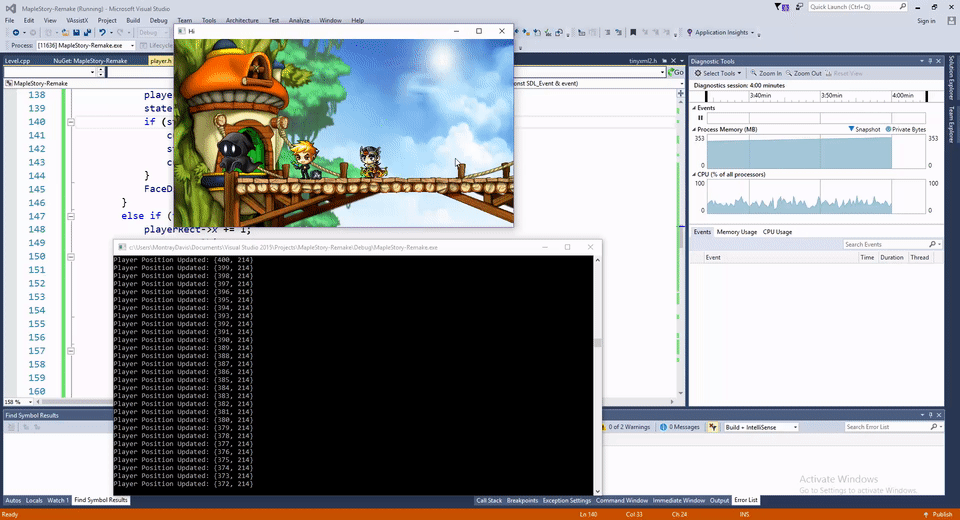 MapleStory-Remake (Running) - Microsoft Visual Studio
Quick Launch (Ctrl+Q)
File Edit View VAssistX Project Build Debug Team Tools Architecture Test Analyze Window Help
Sign in
Hi
Process: [11636] MapleStory-Remake.exe Lifecycle
Application Insights
Level.cpp NuGet: MapleStory-Remake player.h
tinyxml2.h
MapleStory-Remake
const SDL_Event & event)
Go
138 playe
139 state
140 if (s
141 c
142 s
143 c
144 }
145 FaceD
146 }
147 else if (
148 playerRect->x += 1;
149
150
151
152
153
154
155
156
157
158
159
160
158 %
Diagnostic Tools
Select Tools Zoom In Zoom Out Reset View
Diagnostics session: 4:00 minutes
3:40min 3:50min 4:00min
Events
Process Memory (MB) Snapshot Private Bytes
353 353
0 0
CPU (% of all processors)
100 100
0 0
Events Memory Usage CPU Usage
Search Events
Event Time Duration Thread
Solution Explorer
Team Explorer
c:\Users\MontrayDavis\Documents\Visual Studio 2015\Projects\MapleStory-Remake\Debug\MapleStory-Remake.exe
Player Position Updated: {400, 214}
Player Position Updated: {399, 214}
Player Position Updated: {398, 214}
Player Position Updated: {397, 214}
Player Position Updated: {396, 214}
Player Position Updated: {395, 214}
Player Position Updated: {394, 214}
Player Position Updated: {393, 214}
Player Position Updated: {392, 214}
Player Position Updated: {391, 214}
Player Position Updated: {390, 214}
Player Position Updated: {389, 214}
Player Position Updated: {388, 214}
Player Position Updated: {387, 214}
Player Position Updated: {386, 214}
Player Position Updated: {385, 214}
Player Position Updated: {384, 214}
Player Position Updated: {383, 214}
Player Position Updated: {382, 214}
Player Position Updated: {381, 214}
Player Position Updated: {380, 214}
Player Position Updated: {379, 214}
Player Position Updated: {378, 214}
Player Position Updated: {377, 214}
Player Position Updated: {376, 214}
Player Position Updated: {375, 214}
Player Position Updated: {374, 214}
Player Position Updated: {373, 214}
Player Position Updated: {372, 214}
Find Symbol Results
0 of 2 Warnings 0 Messages Build + IntelliSense Search Error List
Activate Windows
Go to Settings to activate Windows.
Autos Locals Watch 1 Find Symbol Results
Call Stack Breakpoints Exception Settings Command Window Immediate Window Output Error List
Ready Ln 140 Col 33 Ch 24 INS Publish